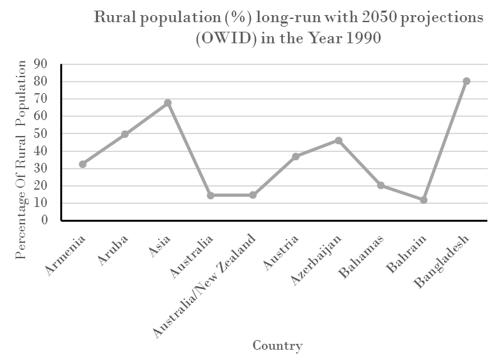 Rural population (%) long-run with 2050 projections
(OWID) in the Year 1990
Percentage Of Rural Population
90
80
70
60
50
40
30
20
10
0
Armenia
Aruba
Asia
Australia
Australia/New Zealand
Austria
Azerbaijan
Bahamas
Bahrain
Bangladesh
Country